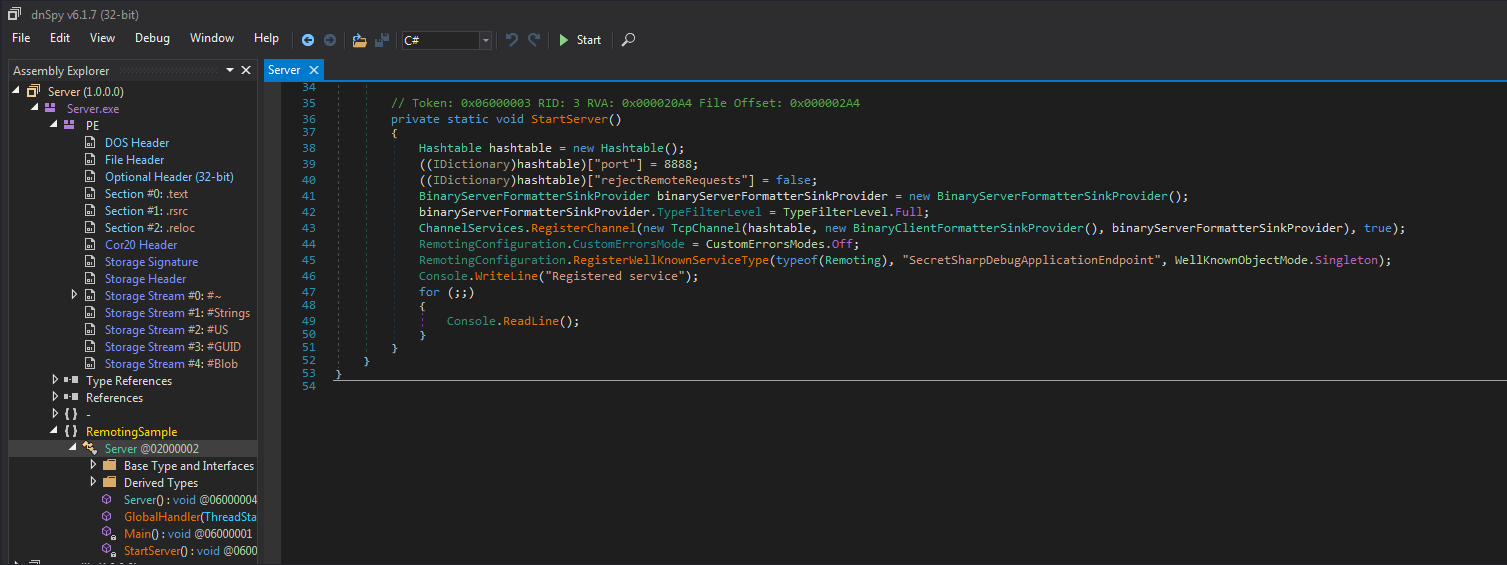 dnSpy v6.1.7 (32-bit)
File Edit View Debug Window Help C# Start
Assembly Explorer
Server (1.0.0.0)
Server.exe
PE
DOS Header
File Header
Optional Header (32-bit)
Section #0: .text
Section #1: .rsrc
Section #2: .reloc
Cor20 Header
Storage Signature
Storage Header
Storage Stream #0: #~
Storage Stream #1: #Strings
Storage Stream #2: #US
Storage Stream #3: #GUID
Storage Stream #4: #Blob
Type References
References
{ } -
{ } RemotingSample
Server @02000002
Base Type and Interfaces
Derived Types
Server() : void @06000004
GlobalHandler(ThreadSta
Main() : void @06000001
StartServer() : void @0600
Server
34
35 // Token: 0x06000003 RID: 3 RVA: 0x000020A4 File Offset: 0x000002A4
36 private static void StartServer()
37 {
38 Hashtable hashtable = new Hashtable();
39 ((IDictionary)hashtable)["port"] = 8888;
40 ((IDictionary)hashtable)["rejectRemoteRequests"] = false;
41 BinaryServerFormatterSinkProvider binaryServerFormatterSinkProvider = new BinaryServerFormatterSinkProvider();
42 binaryServerFormatterSinkProvider.TypeFilterLevel = TypeFilterLevel.Full;
43 ChannelServices.RegisterChannel(new TcpChannel(hashtable, new BinaryClientFormatterSinkProvider(), binaryServerFormatterSinkProvider), true);
44 RemotingConfiguration.CustomErrorsMode = CustomErrorsModes.Off;
45 RemotingConfiguration.RegisterWellKnownServiceType(typeof(Remoting), "SecretSharpDebugApplicationEndpoint", WellKnownObjectMode.Singleton);
46 Console.WriteLine("Registered service");
47 for (;;)
48 {
49 Console.ReadLine();
50 }
51 }
52 }
53 }
54